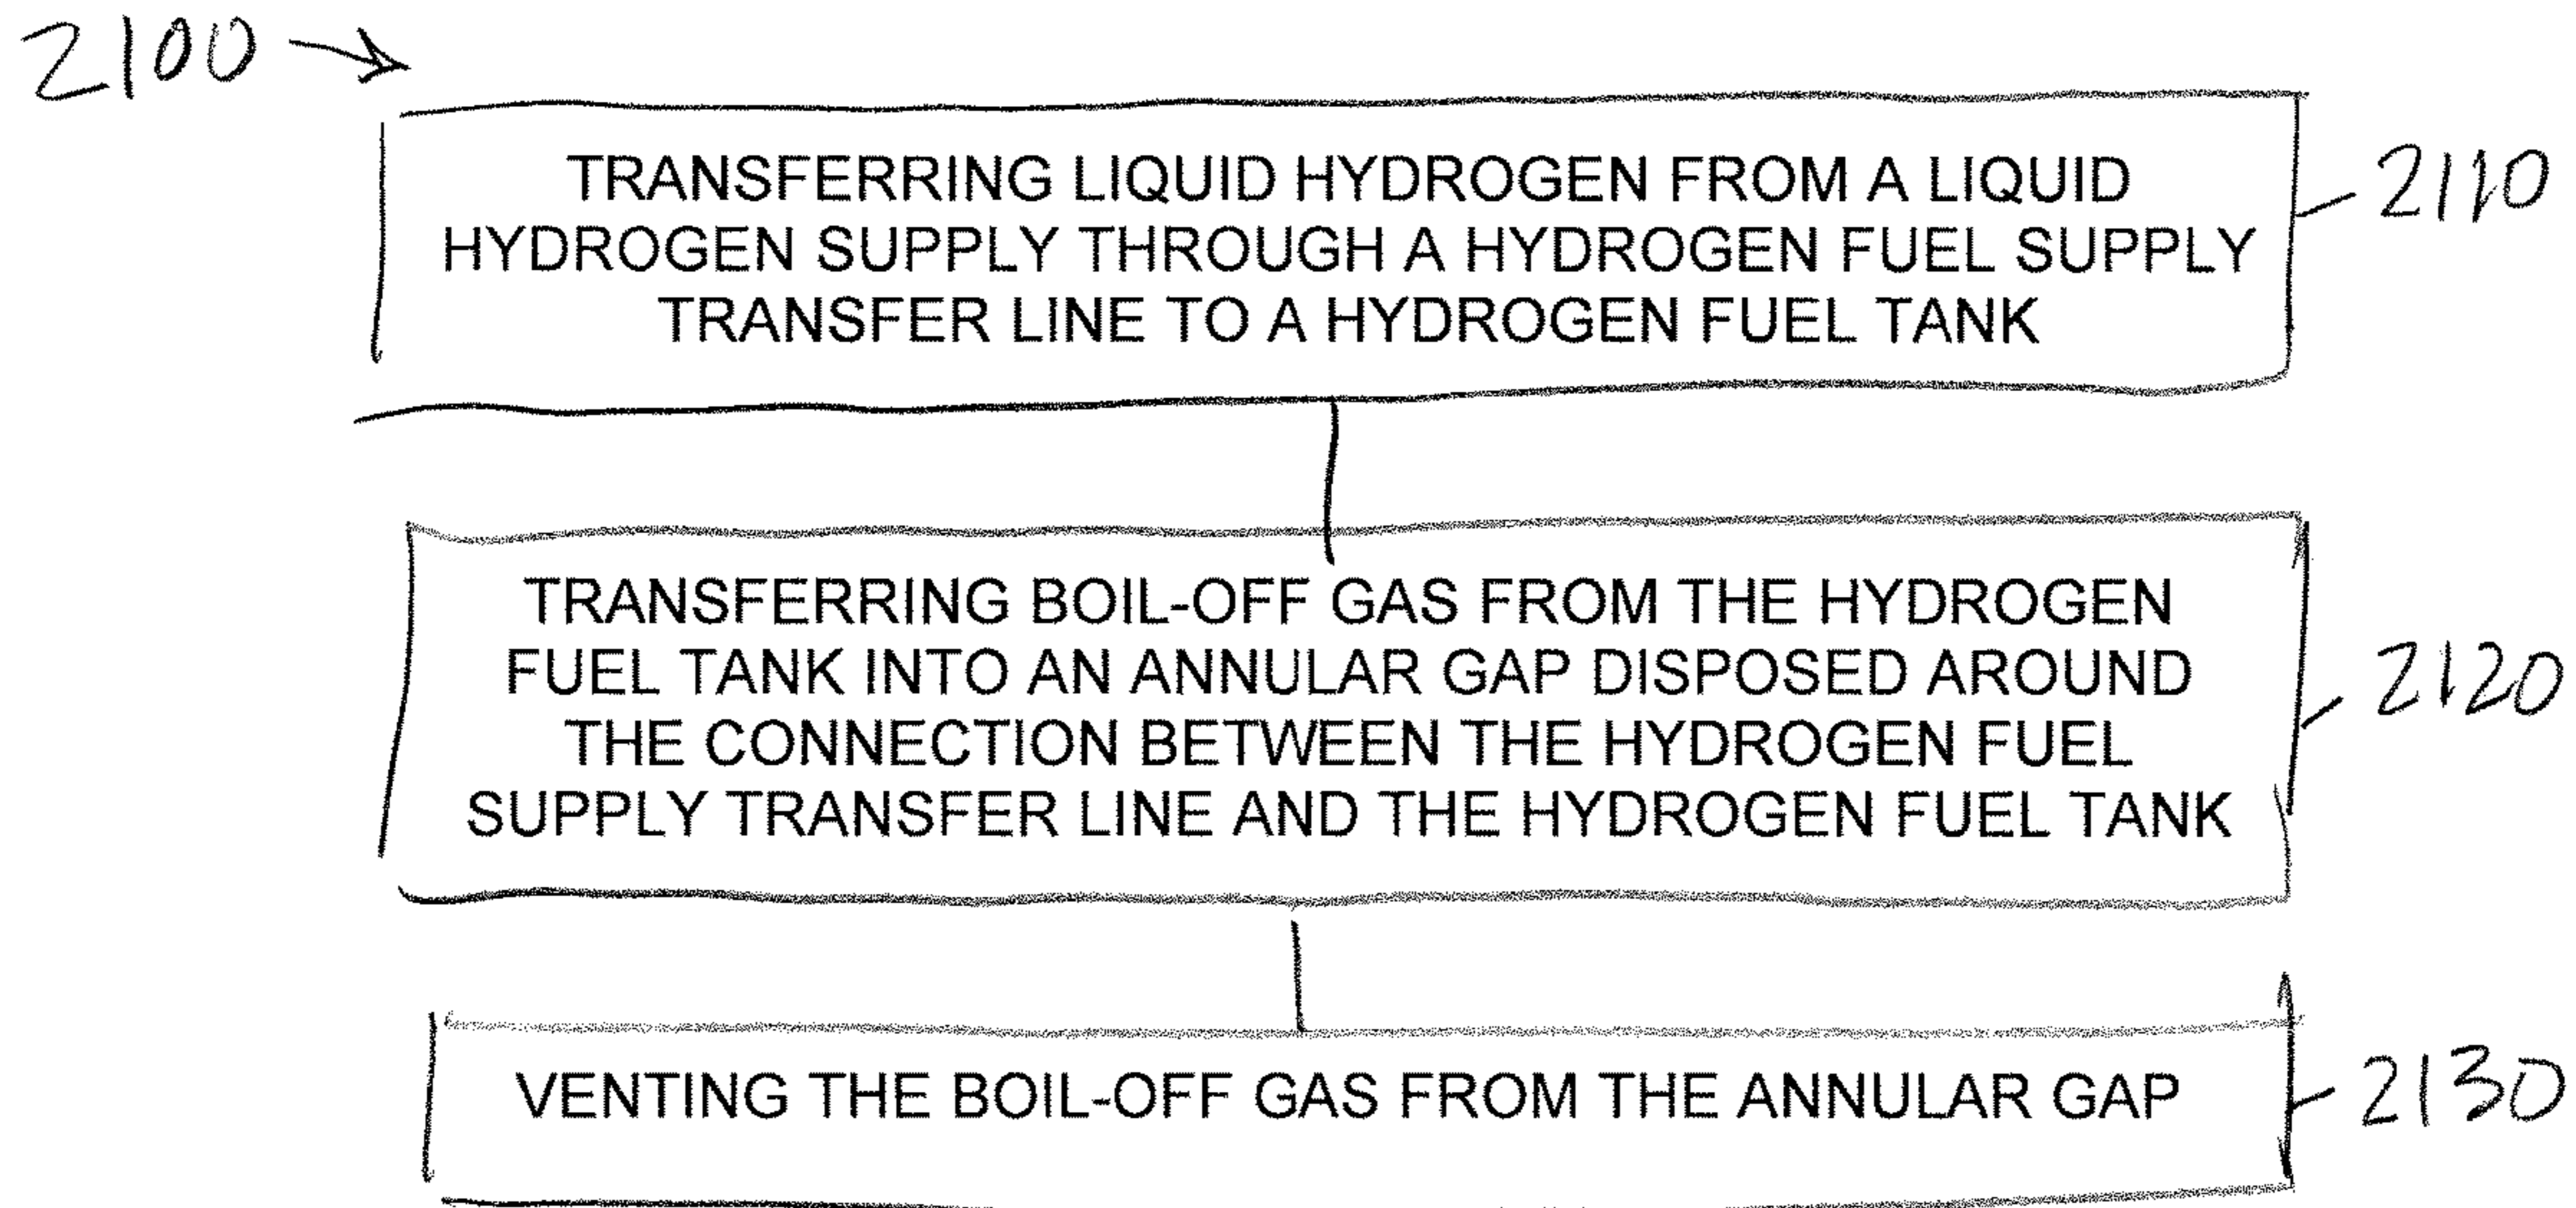 2100
TRANSFERRING LIQUID HYDROGEN FROM A LIQUID
HYDROGEN SUPPLY THROUGH A HYDROGEN FUEL SUPPLY
TRANSFER LINE TO A HYDROGEN FUEL TANK
2110
TRANSFERRING BOIL-OFF GAS FROM THE HYDROGEN
FUEL TANK INTO AN ANNULAR GAP DISPOSED AROUND
THE CONNECTION BETWEEN THE HYDROGEN FUEL
SUPPLY TRANSFER LINE AND THE HYDROGEN FUEL TANK
2120
VENTING THE BOIL-OFF GAS FROM THE ANNULAR GAP
2130